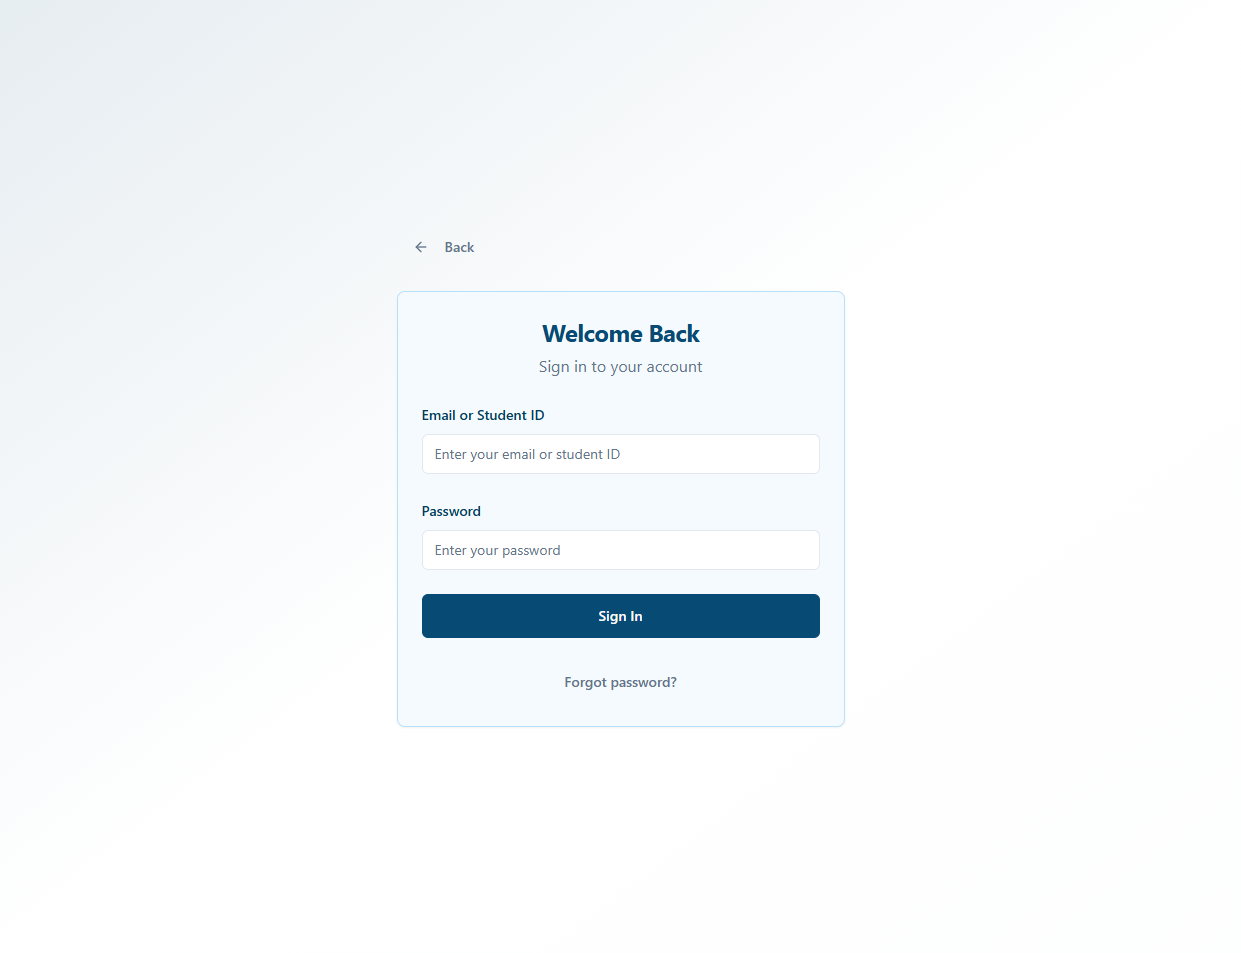 Back
Welcome Back
Sign in to your account
Email or Student ID
Enter your email or student ID
Password
Enter your password
Sign In
Forgot password?